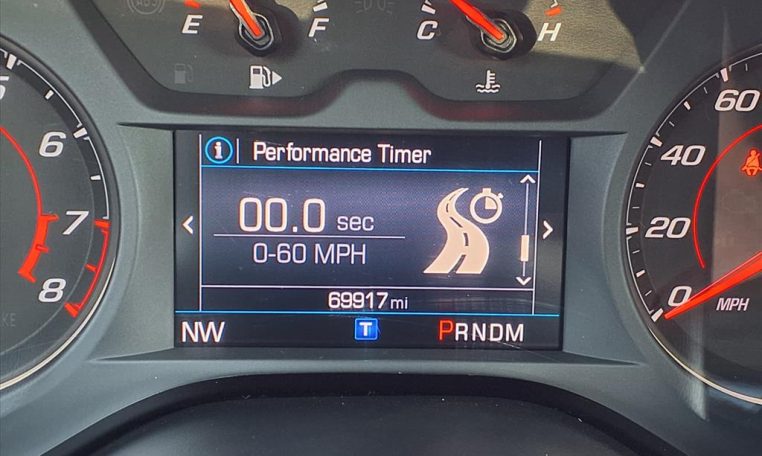 E F
C H
i Performance Timer
00.0 sec
0-60 MPH
69917 mi
NW T PRNDM
5
6
7
8
60
40
20
0
MPH